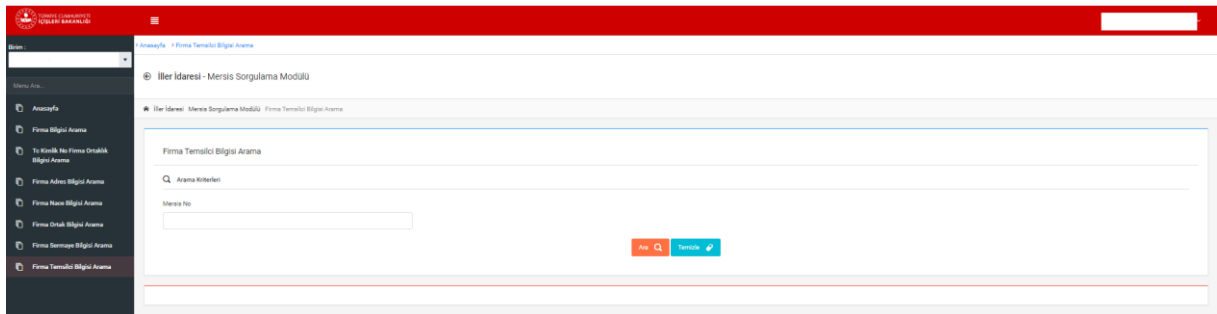 TÜRKİYE CUMHURİYETİ
İÇİŞLERİ BAKANLIĞI
Birim :
Anasayfa Firma Temsilci Bilgisi Arama
İller İdaresi - Mersis Sorgulama Modülü
Menu Ara...
İller İdaresi Mersis Sorgulama Modülü Firma Temsilci Bilgisi Arama
Anasayfa
Firma Bilgisi Arama
Tc Kimlik No Firma Ortaklık
Bilgisi Arama
Firma Adres Bilgisi Arama
Firma Nace Bilgisi Arama
Firma Ortak Bilgisi Arama
Firma Sermaye Bilgisi Arama
Firma Temsilci Bilgisi Arama
Firma Temsilci Bilgisi Arama
Arama Kriterleri
Mersis No
Ara
Temizle